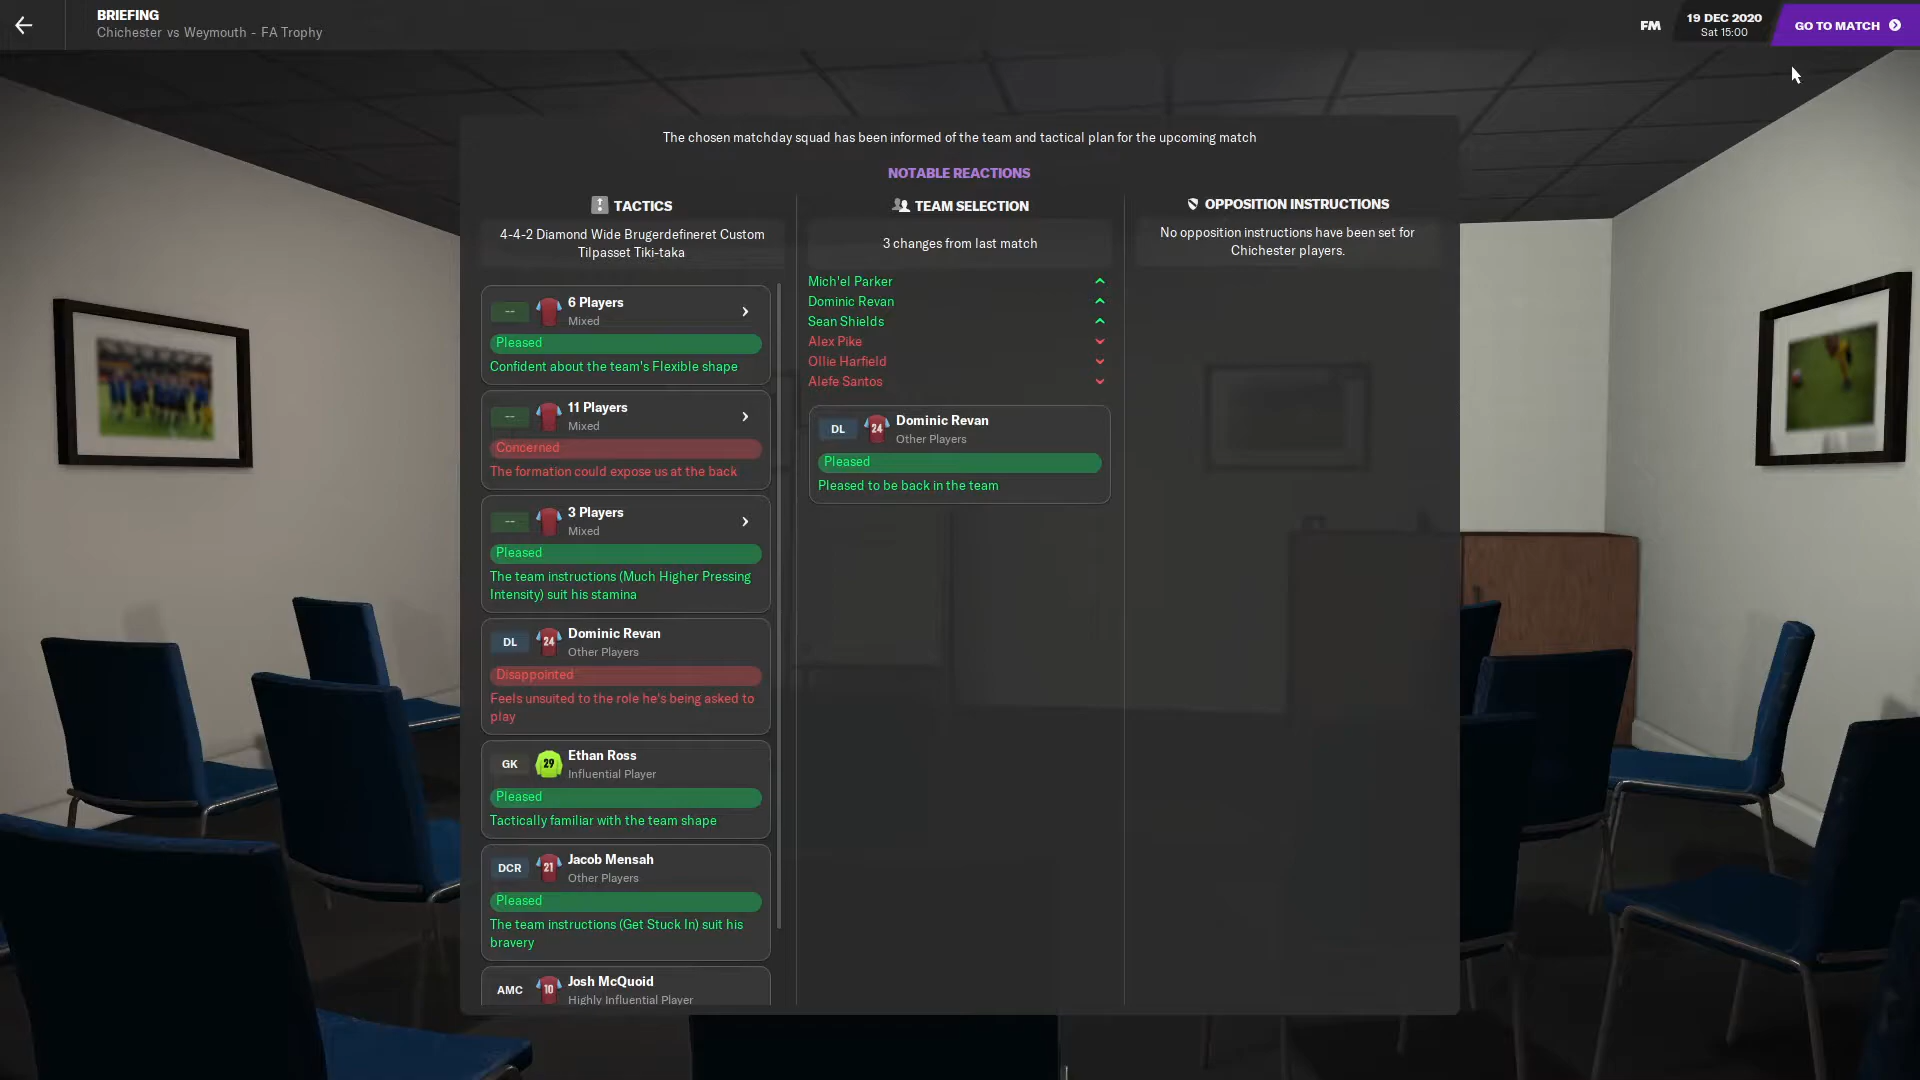 BRIEFING
Chichester vs Weymouth - FA Trophy
FM
19 DEC 2020
Sat 15:00
GO TO MATCH
The chosen matchday squad has been informed of the team and tactical plan for the upcoming match
NOTABLE REACTIONS
TACTICS
4-4-2 Diamond Wide Brugerdefineret Custom
Tilpasset Tiki-taka
--
6 Players
Mixed
Pleased
Confident about the team's Flexible shape
--
11 Players
Mixed
Concerned
The formation could expose us at the back
--
3 Players
Mixed
Pleased
The team instructions (Much Higher Pressing
Intensity) suit his stamina
DL
24
Dominic Revan
Other Players
Disappointed
Feels unsuited to the role he's being asked to
play
GK
29
Ethan Ross
Influential Player
Pleased
Tactically familiar with the team shape
DCR
21
Jacob Mensah
Other Players
Pleased
The team instructions (Get Stuck In) suit his
bravery
AMC
10
Josh McQuoid
Highly Influential Player
TEAM SELECTION
3 changes from last match
Mich'el Parker
Dominic Revan
Sean Shields
Alex Pike
Ollie Harfield
Alefe Santos
DL
24
Dominic Revan
Other Players
Pleased
Pleased to be back in the team
OPPOSITION INSTRUCTIONS
No opposition instructions have been set for
Chichester players.